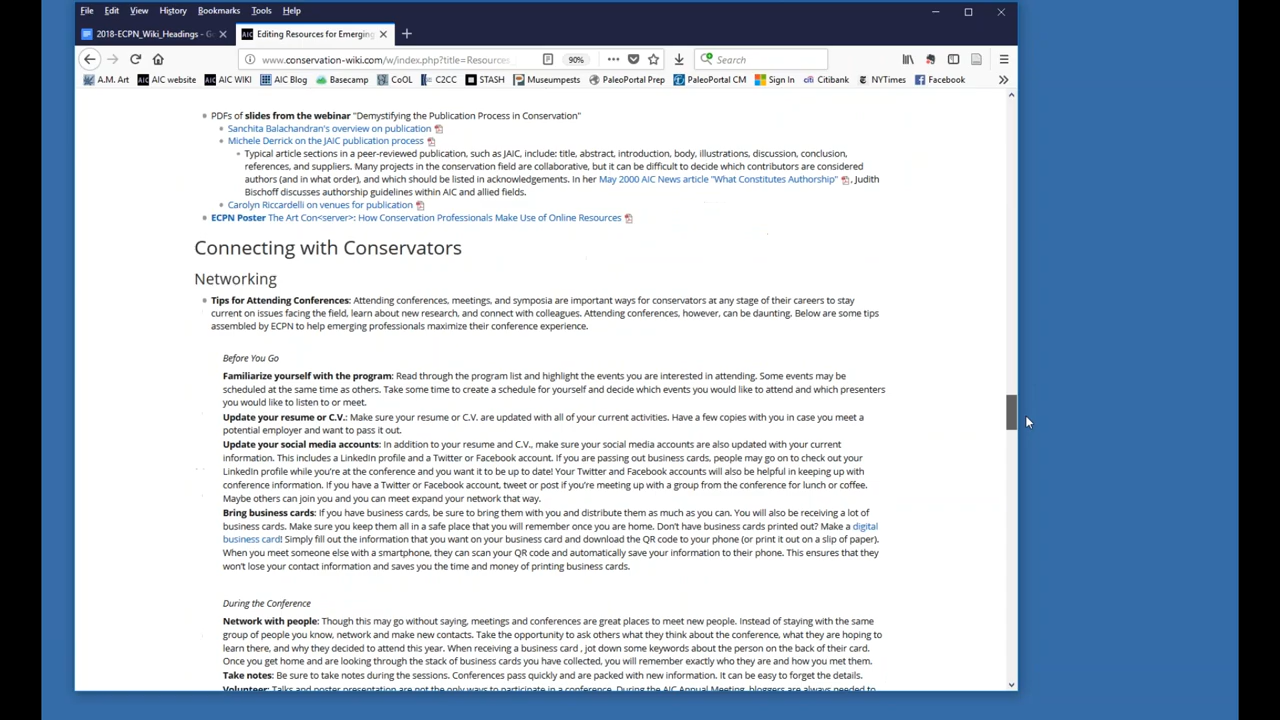 File Edit View History Bookmarks Tools Help
2018-ECPN_Wiki_Headings - G
Editing Resources for Emerging
www.conservation-wiki.com/w/index.php?title=Resources 90% Search
A.M. Art AIC website AIC WIKI AIC Blog Basecamp CoOL C2CC STASH Museumpests PaleoPortal Prep PaleoPortal CM Sign In Citibank NYTimes Facebook
PDFs of slides from the webinar "Demystifying the Publication Process in Conservation"
Sanchita Balachandran's overview on publication
Michele Derrick on the JAIC publication process
Typical article sections in a peer-reviewed publication, such as JAIC, include: title, abstract, introduction, body, illustrations, discussion, conclusion,
references, and suppliers. Many projects in the conservation field are collaborative, but it can be difficult to decide which contributors are considered
authors (and in what order), and which should be listed in acknowledgements. In her May 2000 AIC News article "What Constitutes Authorship" , Judith
Bischoff discusses authorship guidelines within AIC and allied fields.
Carolyn Riccardelli on venues for publication
ECPN Poster The Art Con<server>: How Conservation Professionals Make Use of Online Resources
Connecting with Conservators
Networking
Tips for Attending Conferences: Attending conferences, meetings, and symposia are important ways for conservators at any stage of their careers to stay
current on issues facing the field, learn about new research, and connect with colleagues. Attending conferences, however, can be daunting. Below are some tips
assembled by ECPN to help emerging professionals maximize their conference experience.
Before You Go
Familiarize yourself with the program: Read through the program list and highlight the events you are interested in attending. Some events may be
scheduled at the same time as others. Take some time to create a schedule for yourself and decide which events you would like to attend and which presenters
you would like to listen to or meet.
Update your resume or C.V.: Make sure your resume or C.V. are updated with all of your current activities. Have a few copies with you in case you meet a
potential employer and want to pass it out.
Update your social media accounts: In addition to your resume and C.V., make sure your social media accounts are also updated with your current
information. This includes a LinkedIn profile and a Twitter or Facebook account. If you are passing out business cards, people may go on to check out your
LinkedIn profile while you're at the conference and you want it to be up to date! Your Twitter and Facebook accounts will also be helpful in keeping up with
conference information. If you have a Twitter or Facebook account, tweet or post if you're meeting up with a group from the conference for lunch or coffee.
Maybe others can join you and you can meet expand your network that way.
Bring business cards: If you have business cards, be sure to bring them with you and distribute them as much as you can. You will also be receiving a lot of
business cards. Make sure you keep them all in a safe place that you will remember once you are home. Don't have business cards printed out? Make a digital
business card! Simply fill out the information that you want on your business card and download the QR code to your phone (or print it out on a slip of paper).
When you meet someone else with a smartphone, they can scan your QR code and automatically save your information to their phone. This ensures that they
won't lose your contact information and saves you the time and money of printing business cards.
During the Conference
Network with people: Though this may go without saying, meetings and conferences are great places to meet new people. Instead of staying with the same
group of people you know, network and make new contacts. Take the opportunity to ask others what they think about the conference, what they are hoping to
learn there, and why they decided to attend this year. When receiving a business card , jot down some keywords about the person on the back of their card.
Once you get home and are looking through the stack of business cards you have collected, you will remember exactly who they are and how you met them.
Take notes: Be sure to take notes during the sessions. Conferences pass quickly and are packed with new information. It can be easy to forget the details.
Volunteer: Talks and poster presentation are not the only ways to participate in a conference. During the AIC Annual Meeting, bloggers are always needed to